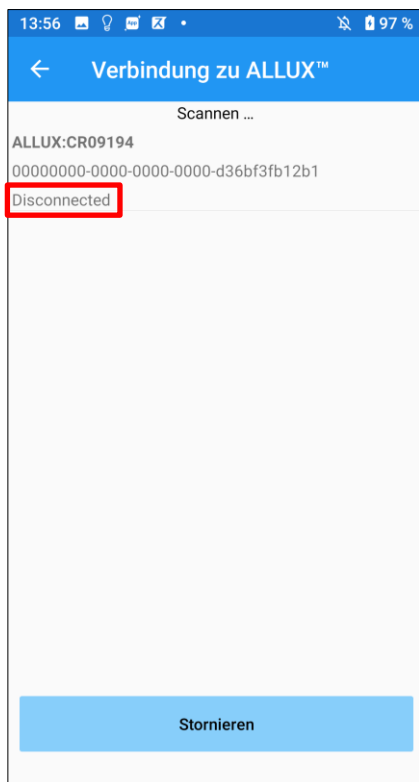 13:56 97 %
Verbindung zu ALLUX™
Scannen ...
ALLUX:CR09194
00000000-0000-0000-0000-d36bf3fb12b1
Disconnected
Stornieren